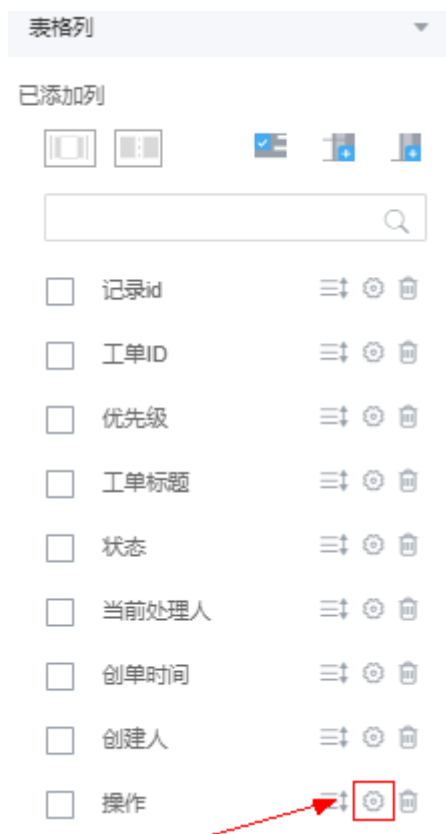 表格列
已添加列
记录id
工单ID
优先级
工单标题
状态
当前处理人
创单时间
创建人
操作